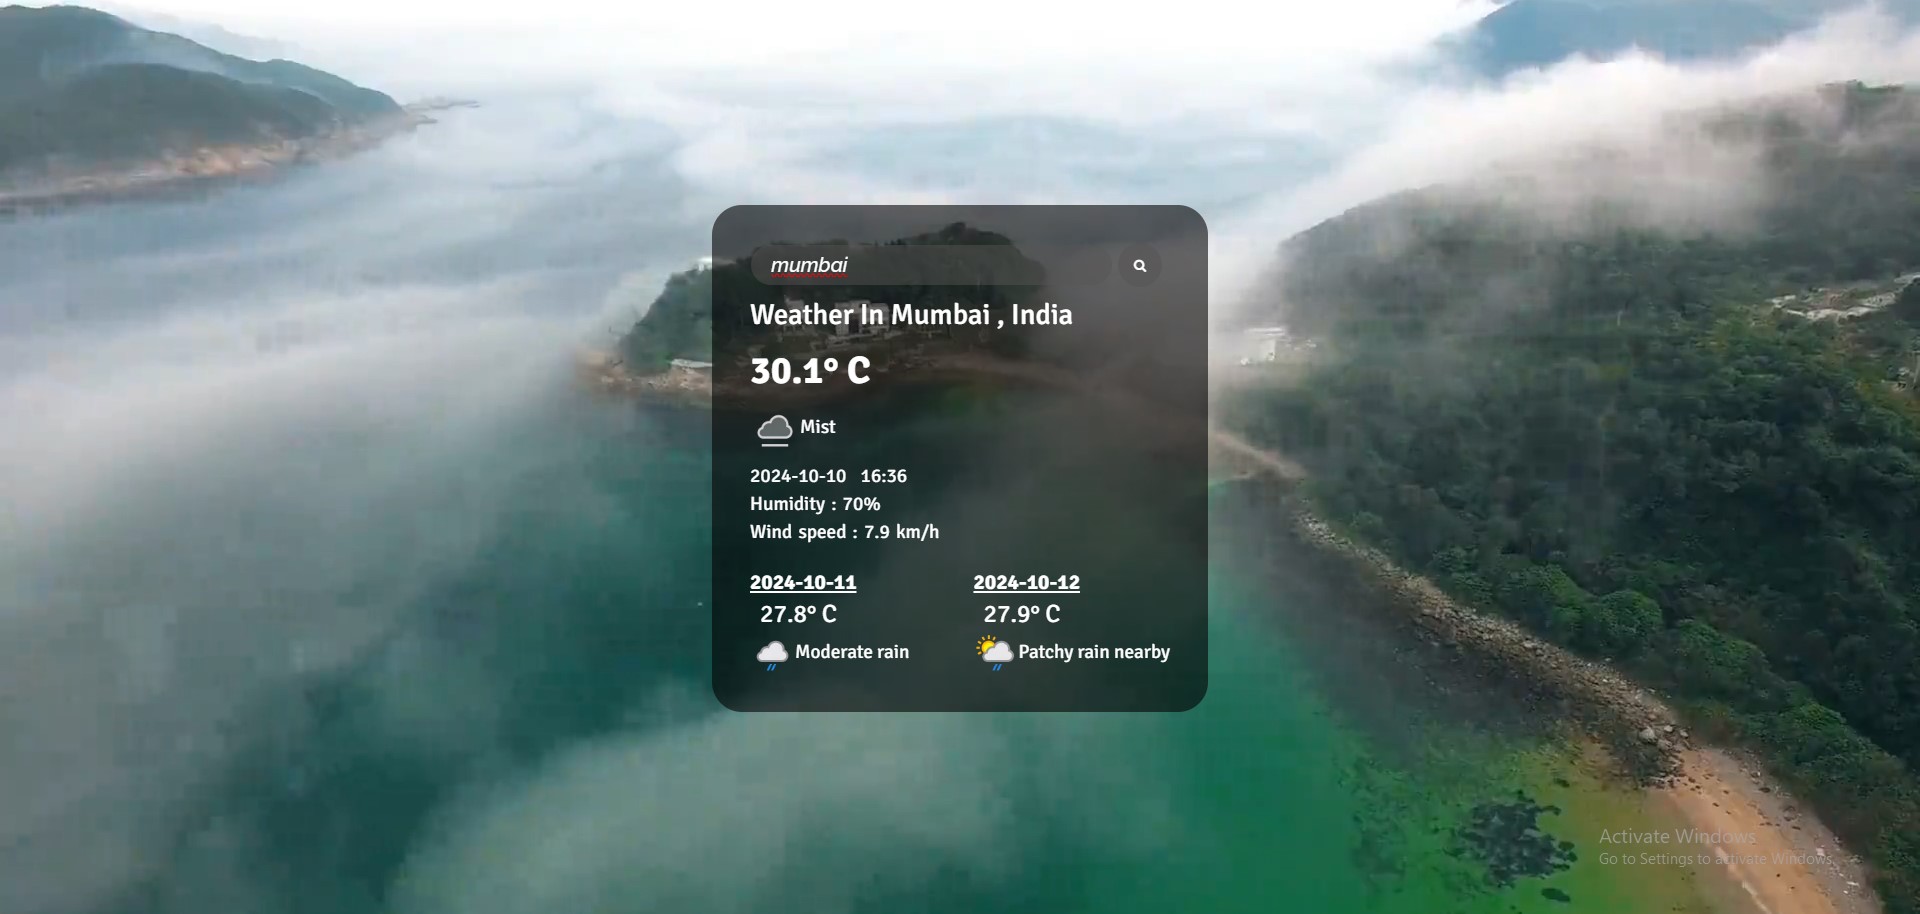 mumbai
Weather In Mumbai , India
30.1° C
Mist
2024-10-10 16:36
Humidity : 70%
Wind speed : 7.9 km/h
2024-10-11
27.8° C
Moderate rain
2024-10-12
27.9° C
Patchy rain nearby
Activate Windows
Go to Settings to activate Windows.